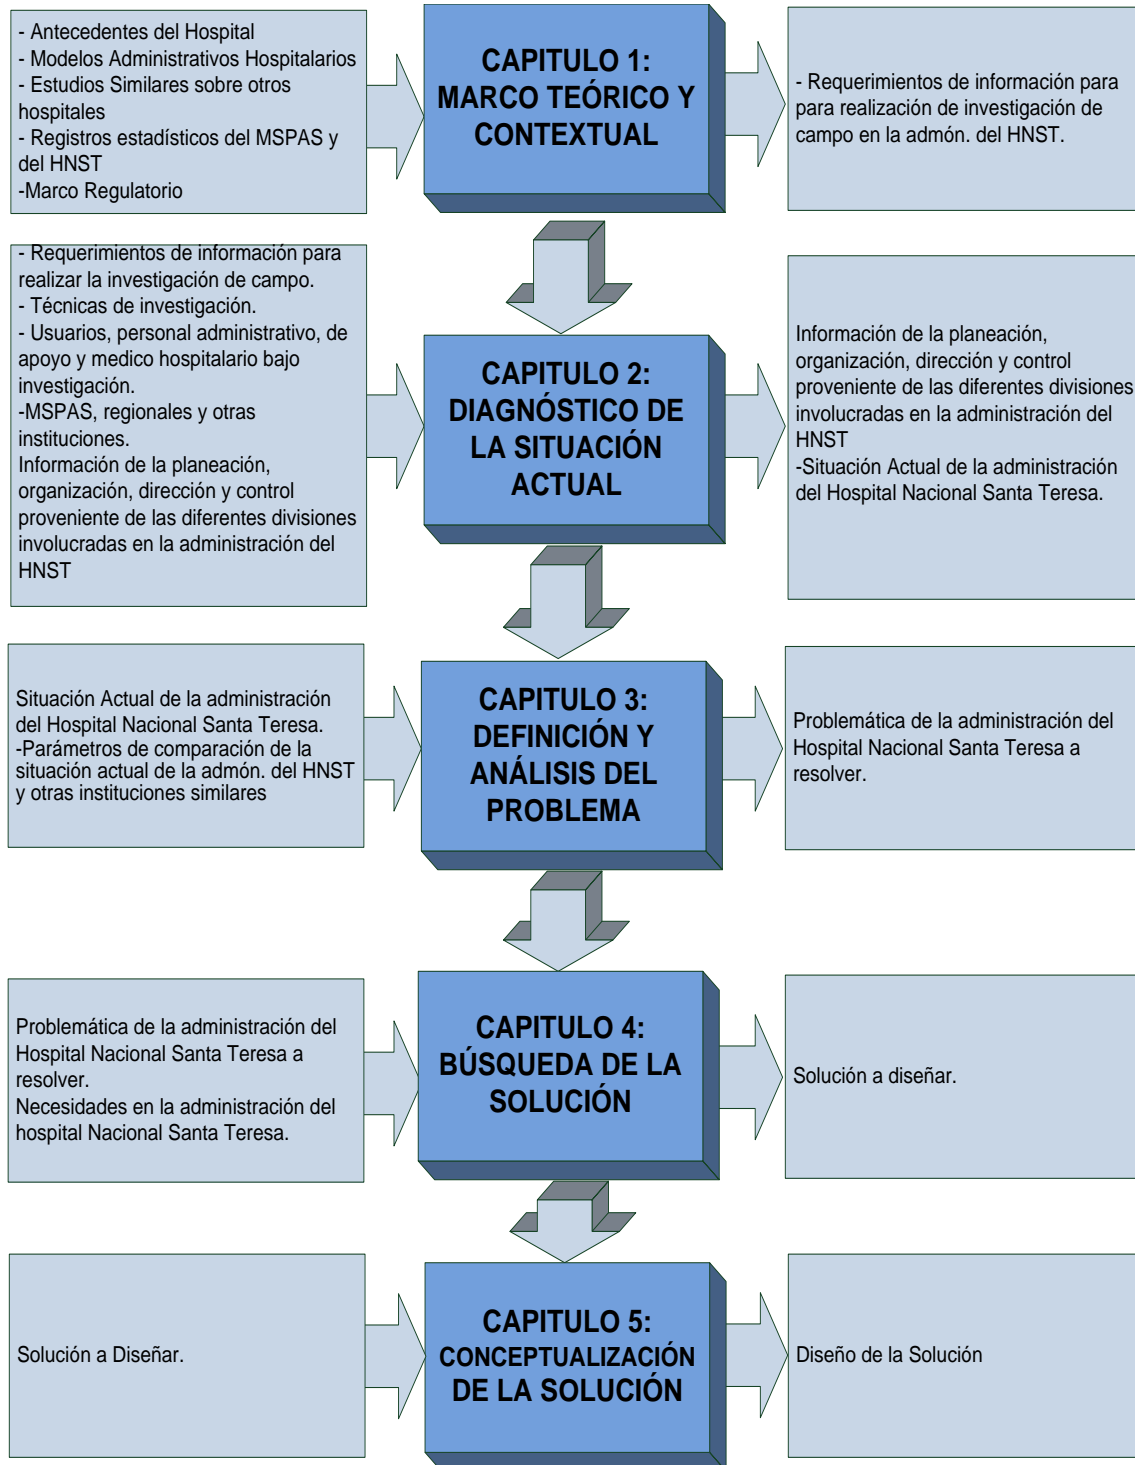 - Antecedentes del Hospital
- Modelos Administrativos Hospitalarios
- Estudios Similares sobre otros
hospitales
- Registros estadísticos del MSPAS y
del HNST
-Marco Regulatorio
CAPITULO 1:
MARCO TEÓRICO Y
CONTEXTUAL
- Requerimientos de información para
para realización de investigación de
campo en la admón. del HNST.
- Requerimientos de información para
realizar la investigación de campo.
- Técnicas de investigación.
- Usuarios, personal administrativo, de
apoyo y medico hospitalario bajo
investigación.
-MSPAS, regionales y otras
instituciones.
Información de la planeación,
organización, dirección y control
proveniente de las diferentes divisiones
involucradas en la administración del
HNST
CAPITULO 2:
DIAGNÓSTICO DE
LA SITUACIÓN
ACTUAL
Información de la planeación,
organización, dirección y control
proveniente de las diferentes divisiones
involucradas en la administración del
HNST
-Situación Actual de la administración
del Hospital Nacional Santa Teresa.
Situación Actual de la administración
del Hospital Nacional Santa Teresa.
-Parámetros de comparación de la
situación actual de la admón. del HNST
y otras instituciones similares
CAPITULO 3:
DEFINICIÓN Y
ANÁLISIS DEL
PROBLEMA
Problemática de la administración del
Hospital Nacional Santa Teresa a
resolver.
Problemática de la administración del
Hospital Nacional Santa Teresa a
resolver.
Necesidades en la administración del
hospital Nacional Santa Teresa.
CAPITULO 4:
BÚSQUEDA DE LA
SOLUCIÓN
Solución a diseñar.
Solución a Diseñar.
CAPITULO 5:
CONCEPTUALIZACIÓN
DE LA SOLUCIÓN
Diseño de la Solución